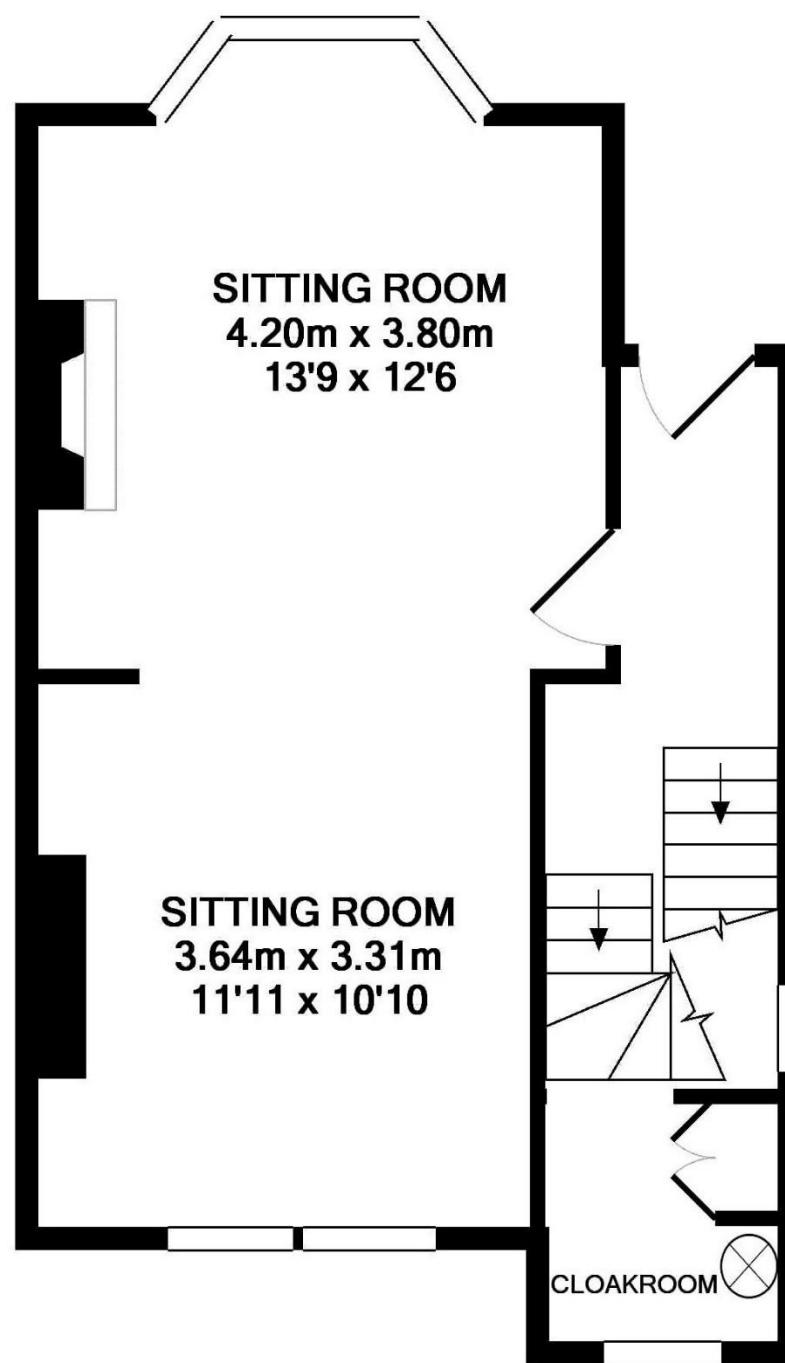 SITTING ROOM
4.20m x 3.80m
13'9 x 12'6
SITTING ROOM
3.64m x 3.31m
11'11 x 10'10
CLOAKROOM